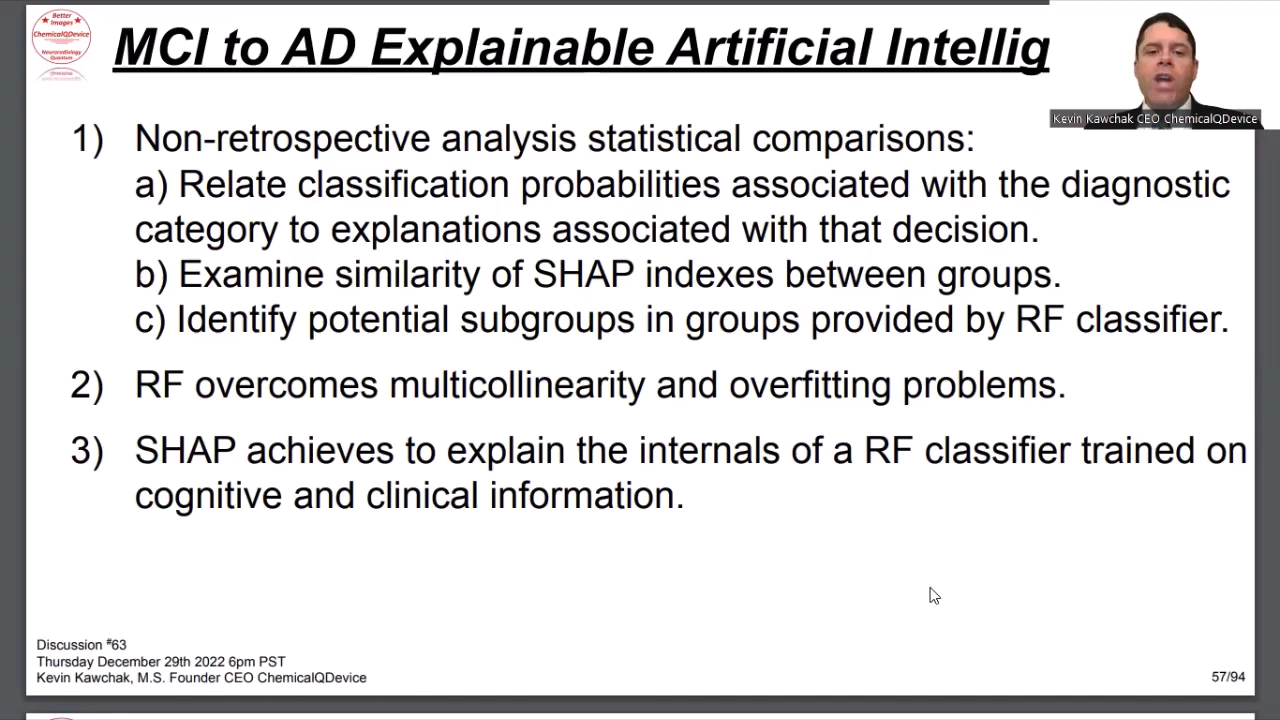 Better
Images
ChemicalQDevice
Neuroradiology
Quantum
MCI to AD Explainable Artificial Intellig
Kevin Kawchak CEO ChemicalQDevice
1) Non-retrospective analysis statistical comparisons:
a) Relate classification probabilities associated with the diagnostic
category to explanations associated with that decision.
b) Examine similarity of SHAP indexes between groups.
c) Identify potential subgroups in groups provided by RF classifier.
2) RF overcomes multicollinearity and overfitting problems.
3) SHAP achieves to explain the internals of a RF classifier trained on
cognitive and clinical information.
Discussion #63
Thursday December 29th 2022 6pm PST
Kevin Kawchak, M.S. Founder CEO ChemicalQDevice
57/94